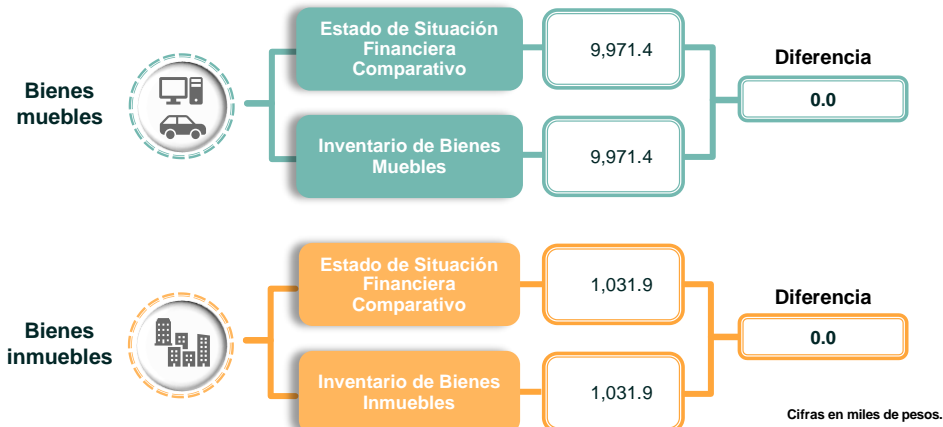 Bienes
muebles
Estado de Situación
Financiera
Comparativo
9,971.4
Inventario de Bienes
Muebles
9,971.4
Diferencia
0.0
Bienes
inmuebles
Estado de Situación
Financiera
Comparativo
1,031.9
Inventario de Bienes
Inmuebles
1,031.9
Diferencia
0.0
Cifras en miles de pesos.